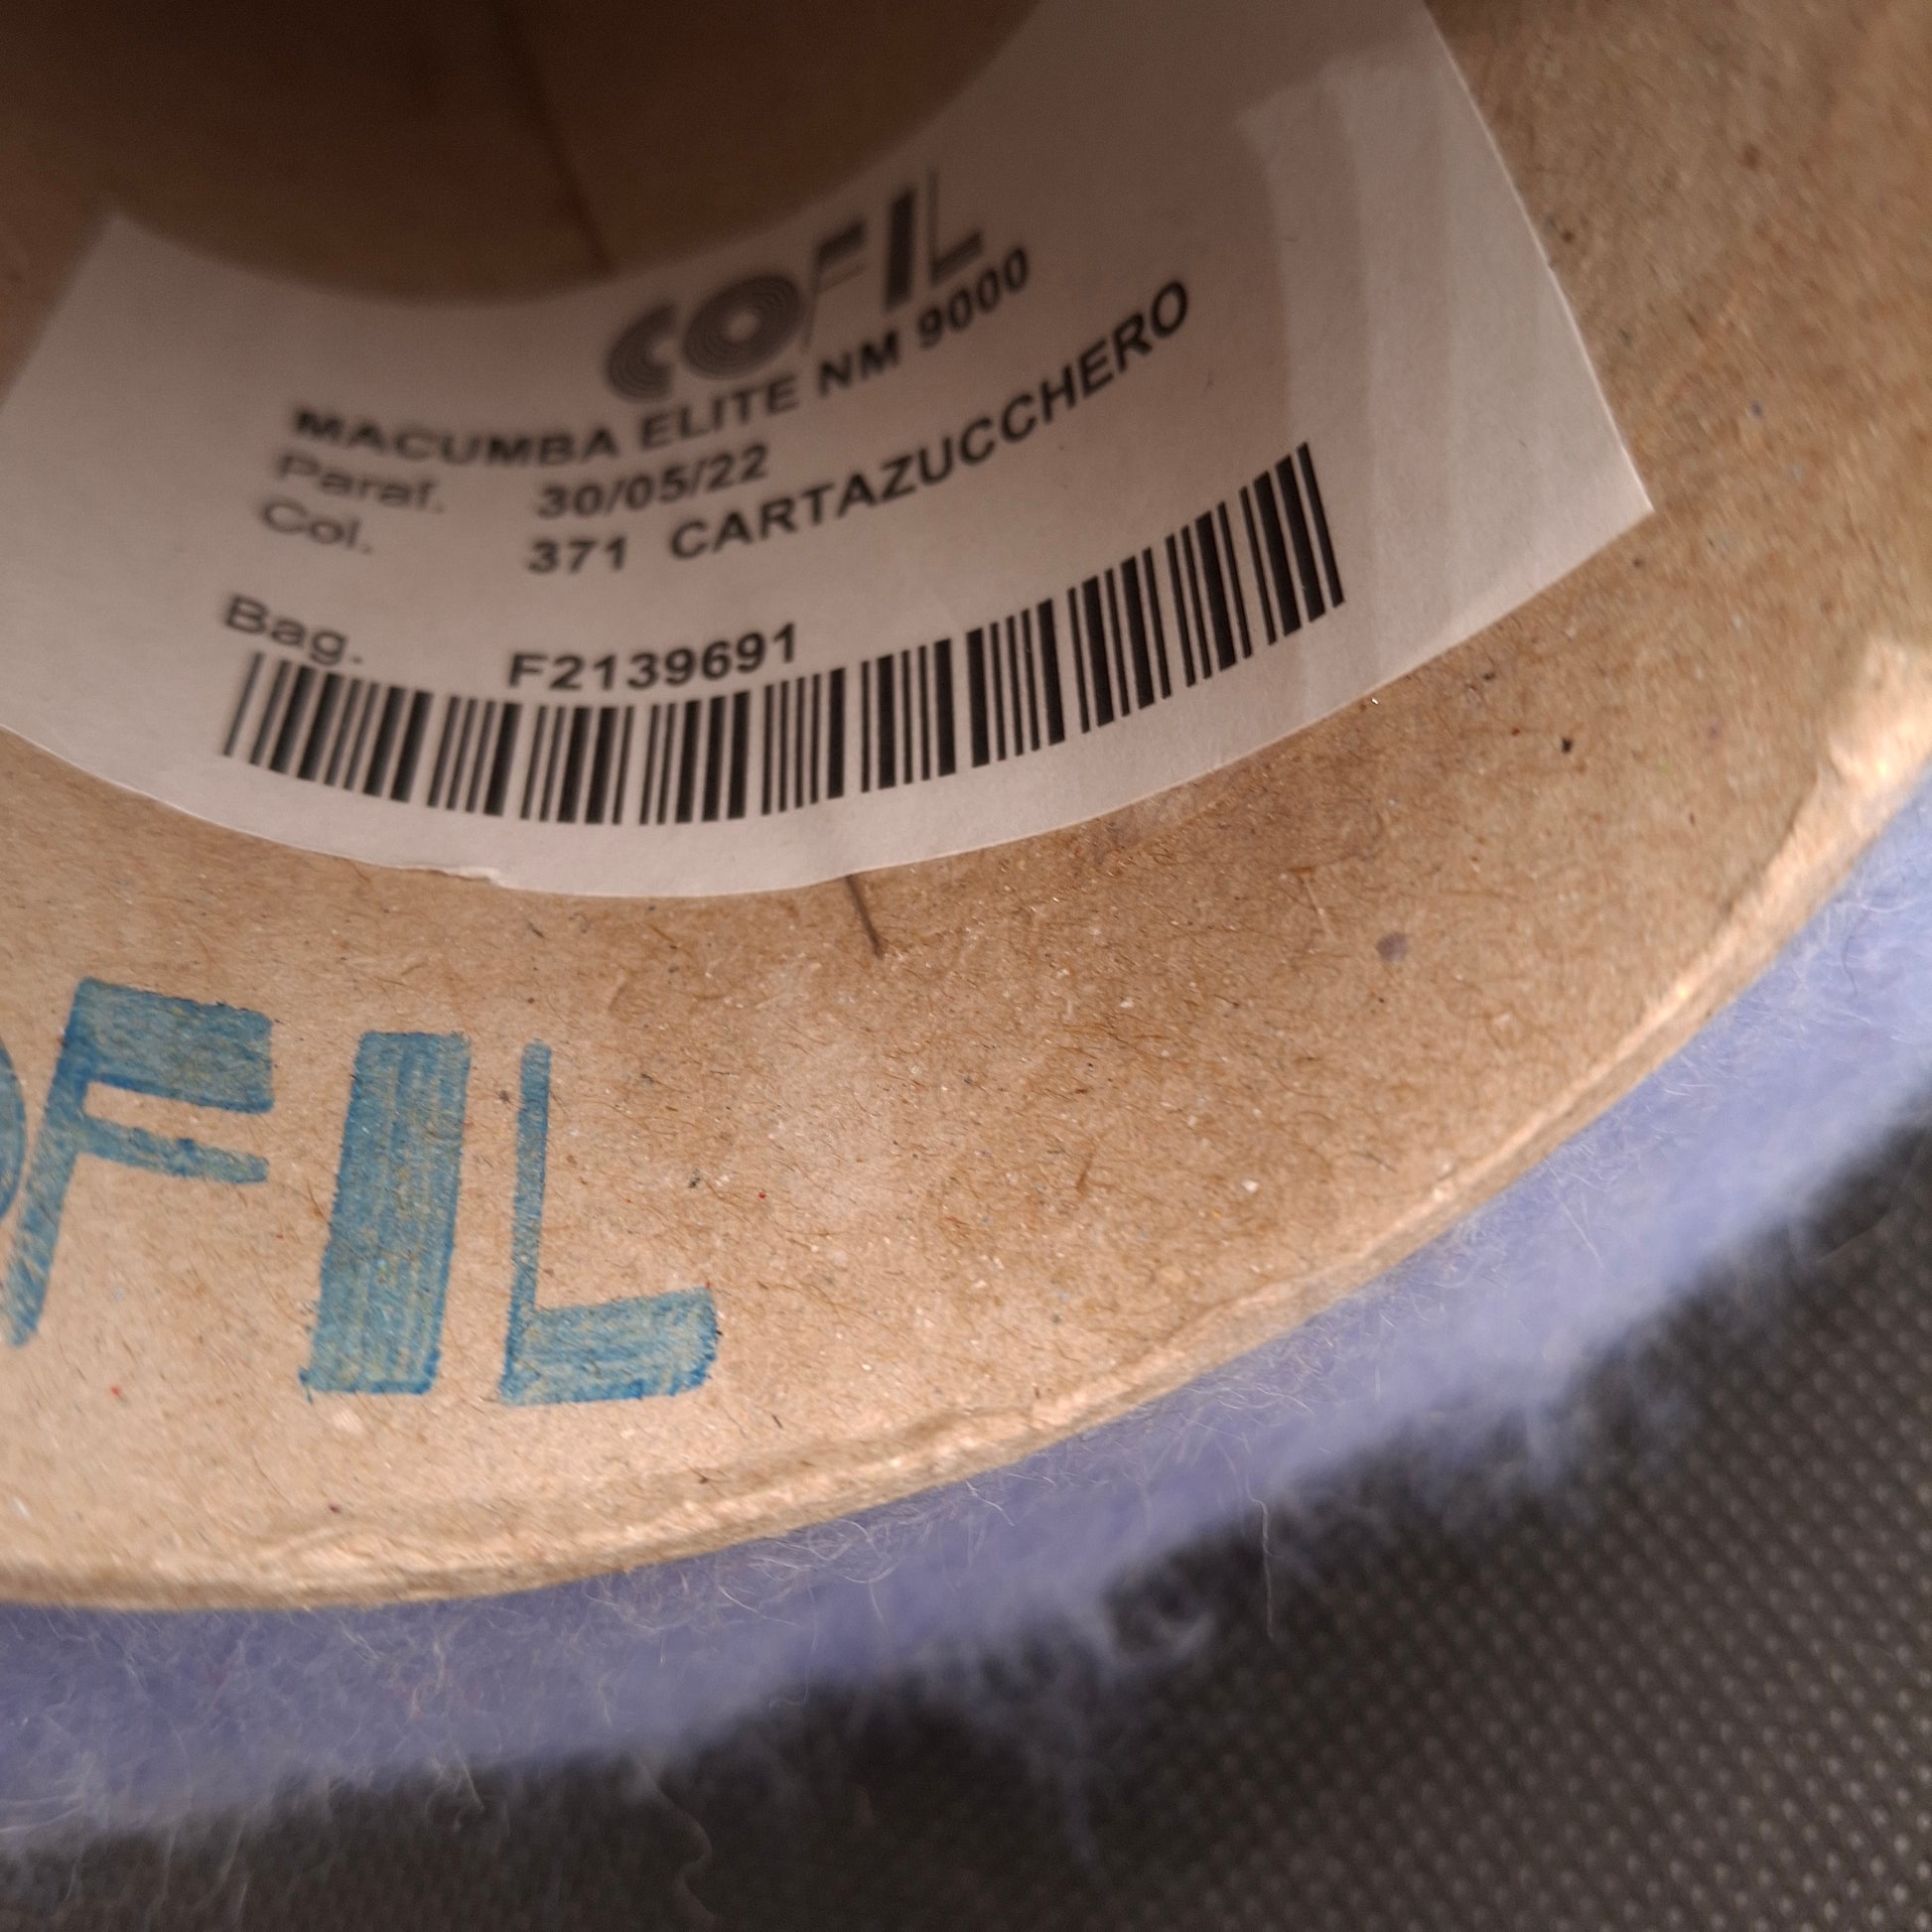 COFIL
MACUMBA ELITE NM 9000
Paraf. 30/05/22
Col. 371 CARTAZUCCHERO
Bag. F2139691
OFIL